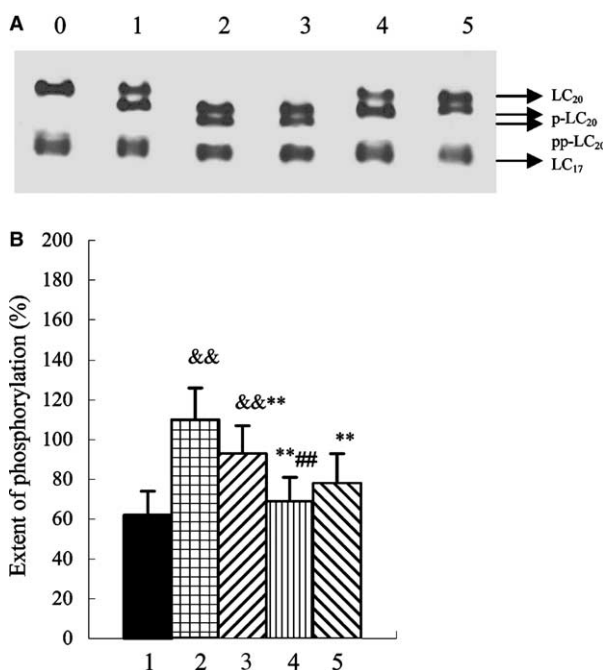 A 0 1 2 3 4 5
LC₂₀
p-LC₂₀
pp-LC₂₀
LC₁₇
B
Extent of phosphorylation (%)
200
180
160
140
120
100
80
60
40
20
0
&&
&&**
**##
**
1 2 3 4 5